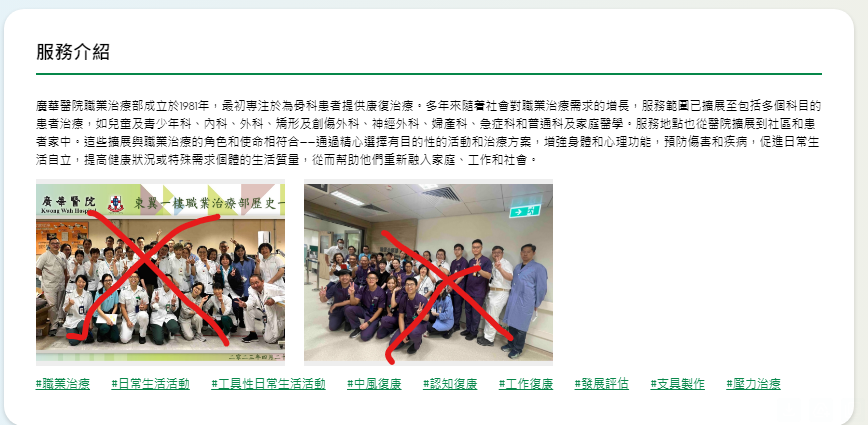 服務介紹
廣華醫院職業治療部成立於1981年，最初專注於為骨科患者提供康復治療。多年來隨着社會對職業治療需求的增長，服務範圍已擴展至包括多個科目的
患者治療，如兒童及青少年科、內科、外科、矯形及創傷外科、神經外科、婦產科、急症科和普通科及家庭醫學。服務地點也從醫院擴展到社區和患
者家中。這些擴展與職業治療的角色和使命相符合——通過精心選擇有目的性的活動和治療方案，增強身體和心理功能，預防傷害和疾病，促進日常生
活自立，提高健康狀況或特殊需求個體的生活質量，從而幫助他們重新融入家庭、工作和社會。
廣華醫院 東翼一樓職業治療部歷史一
Kwong Wah Hospital
二零二三年四月二
#職業治療 #日常生活活動 #工具性日常生活活動 #中風復康 #認知復康 #工作復康 #發展評估 #支具製作 #壓力治療